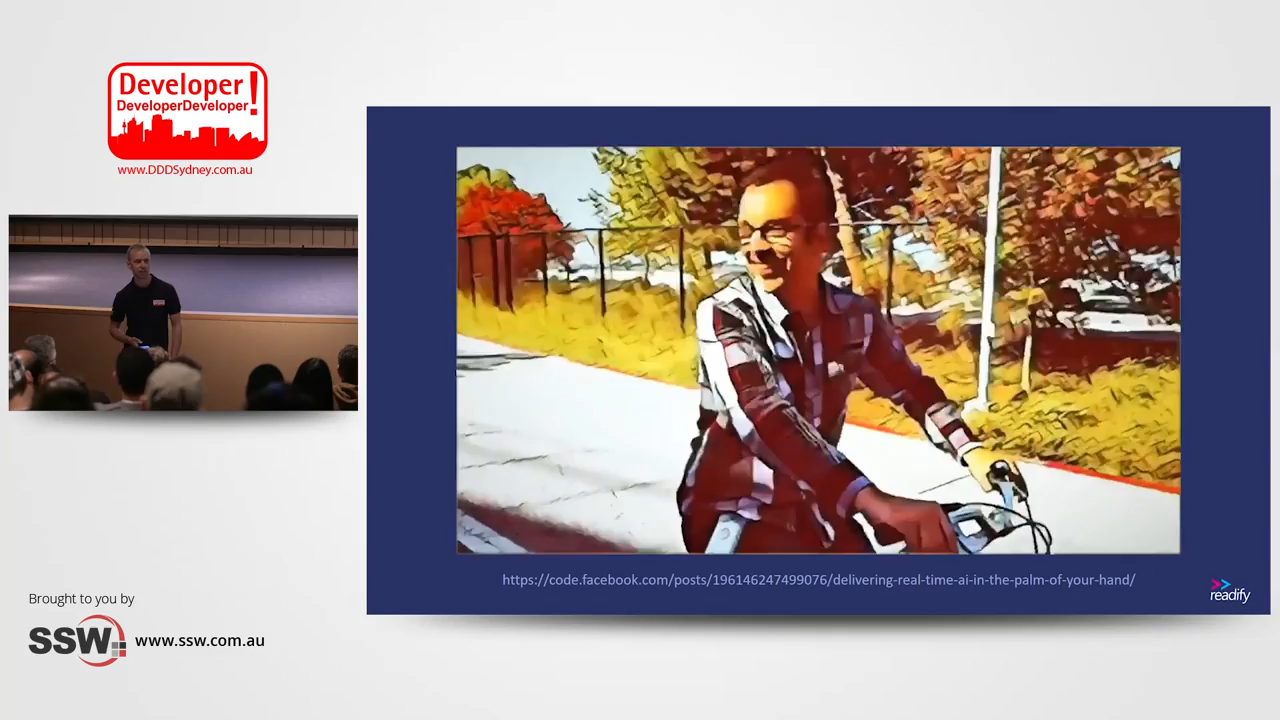 Developer!
DeveloperDeveloper
www.DDDSydney.com.au
https://code.facebook.com/posts/196146247499076/delivering-real-time-ai-in-the-palm-of-your-hand/
readify
Brought to you by
SSW
www.ssw.com.au